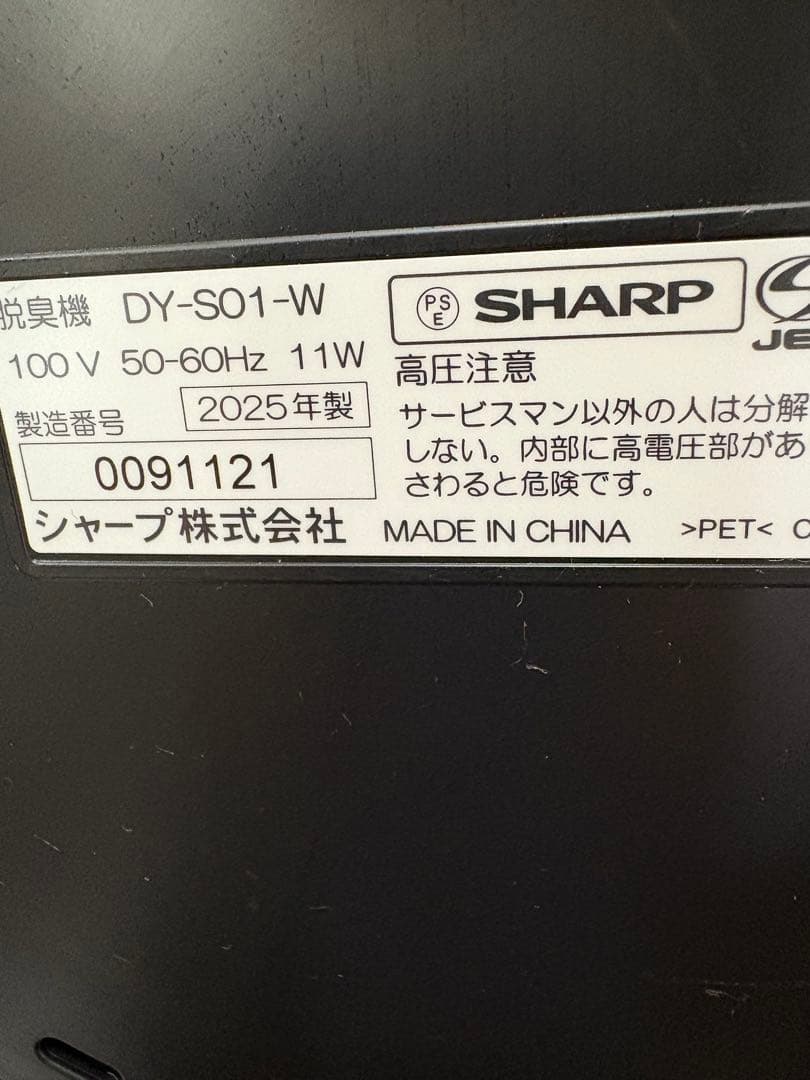 脱臭機 DY-S01-W
100V 50-60Hz 11W
製造番号 2025年製
0091121
シャープ株式会社
PS
E
SHARP
高圧注意
サービスマン以外の人は分解
しない。内部に高電圧部があ
さわると危険です。
MADE IN CHINA >PET<
JE